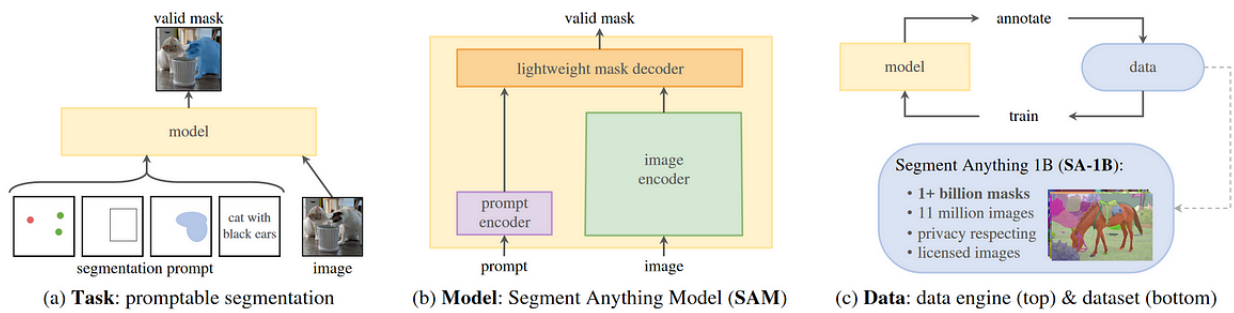 valid mask
model
cat with
black ears
segmentation prompt
image
(a) Task: promptable segmentation
valid mask
lightweight mask decoder
image
encoder
prompt
encoder
prompt
image
(b) Model: Segment Anything Model (SAM)
annotate
model
data
train
Segment Anything 1B (SA-1B):
• 1+ billion masks
• 11 million images
• privacy respecting
• licensed images
(c) Data: data engine (top) & dataset (bottom)